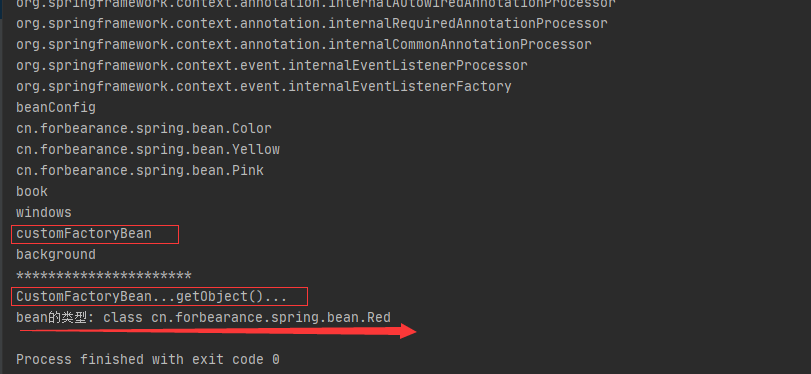 org.springframework.context.annotation.internalAutowiredAnnotationProcessor
org.springframework.context.annotation.internalRequiredAnnotationProcessor
org.springframework.context.annotation.internalCommonAnnotationProcessor
org.springframework.context.event.internalEventListenerProcessor
org.springframework.context.event.internalEventListenerFactory
beanConfig
cn.forbearance.spring.bean.Color
cn.forbearance.spring.bean.Yellow
cn.forbearance.spring.bean.Pink
book
windows
customFactoryBean
background
**********************
CustomFactoryBean...getObject()...
bean的类型: class cn.forbearance.spring.bean.Red
Process finished with exit code 0